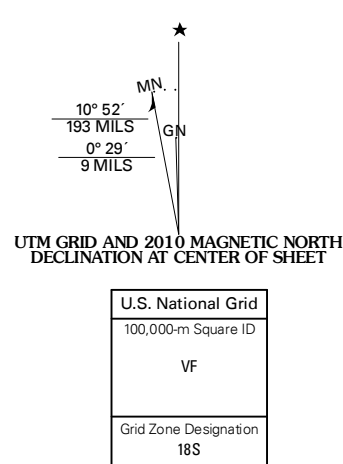 ★
MN
10° 52´
193 MILS
GN
0° 29´
9 MILS
UTM GRID AND 2010 MAGNETIC NORTH
DECLINATION AT CENTER OF SHEET
U.S. National Grid
100,000-m Square ID
VF
Grid Zone Designation
18S